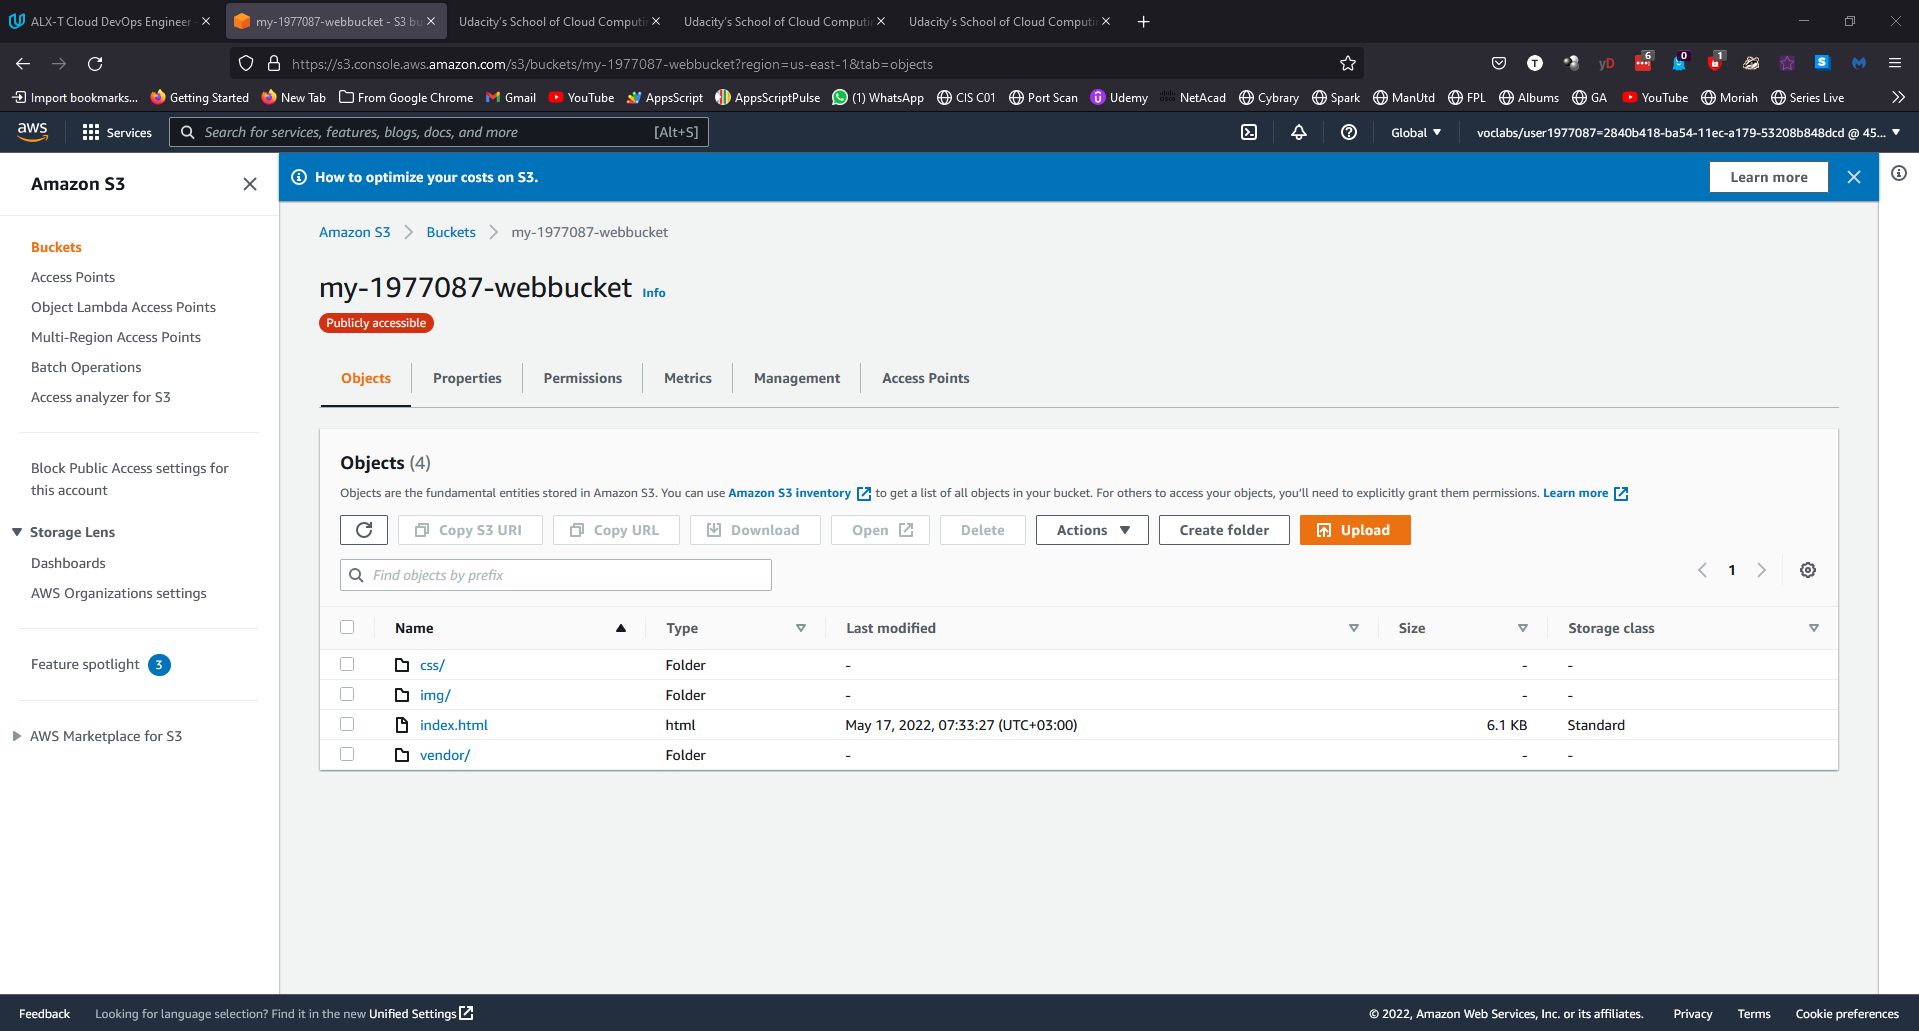 ALX-T Cloud DevOps Engineer
my-1977087-webbucket - S3 bu
Udacity's School of Cloud Computi
Udacity's School of Cloud Computi
Udacity's School of Cloud Computi
https://s3.console.aws.amazon.com/s3/buckets/my-1977087-webbucket?region=us-east-1&tab=objects
T yD 6 0 1 S
Import bookmarks... Getting Started New Tab From Google Chrome Gmail YouTube AppsScript AppsScriptPulse (1) WhatsApp CIS C01 Port Scan Udemy NetAcad Cybrary Spark ManUtd FPL Albums GA YouTube Moriah Series Live
aws Services Search for services, features, blogs, docs, and more [Alt+S] Global voclabs/user1977087=2840b418-ba54-11ec-a179-53208b848dcd @ 45...
Amazon S3
Buckets
Access Points
Object Lambda Access Points
Multi-Region Access Points
Batch Operations
Access analyzer for S3
Block Public Access settings for
this account
Storage Lens
Dashboards
AWS Organizations settings
Feature spotlight 3
AWS Marketplace for S3
How to optimize your costs on S3. Learn more
Amazon S3 Buckets my-1977087-webbucket
my-1977087-webbucket Info
Publicly accessible
Objects Properties Permissions Metrics Management Access Points
Objects (4)
Objects are the fundamental entities stored in Amazon S3. You can use Amazon S3 inventory to get a list of all objects in your bucket. For others to access your objects, you'll need to explicitly grant them permissions. Learn more
Copy S3 URI Copy URL Download Open Delete Actions Create folder Upload
Find objects by prefix 1
Name Type Last modified Size Storage class
css/ Folder - - -
img/ Folder - - -
index.html html May 17, 2022, 07:33:27 (UTC+03:00) 6.1 KB Standard
vendor/ Folder - - -
Feedback Looking for language selection? Find it in the new Unified Settings © 2022, Amazon Web Services, Inc. or its affiliates. Privacy Terms Cookie preferences